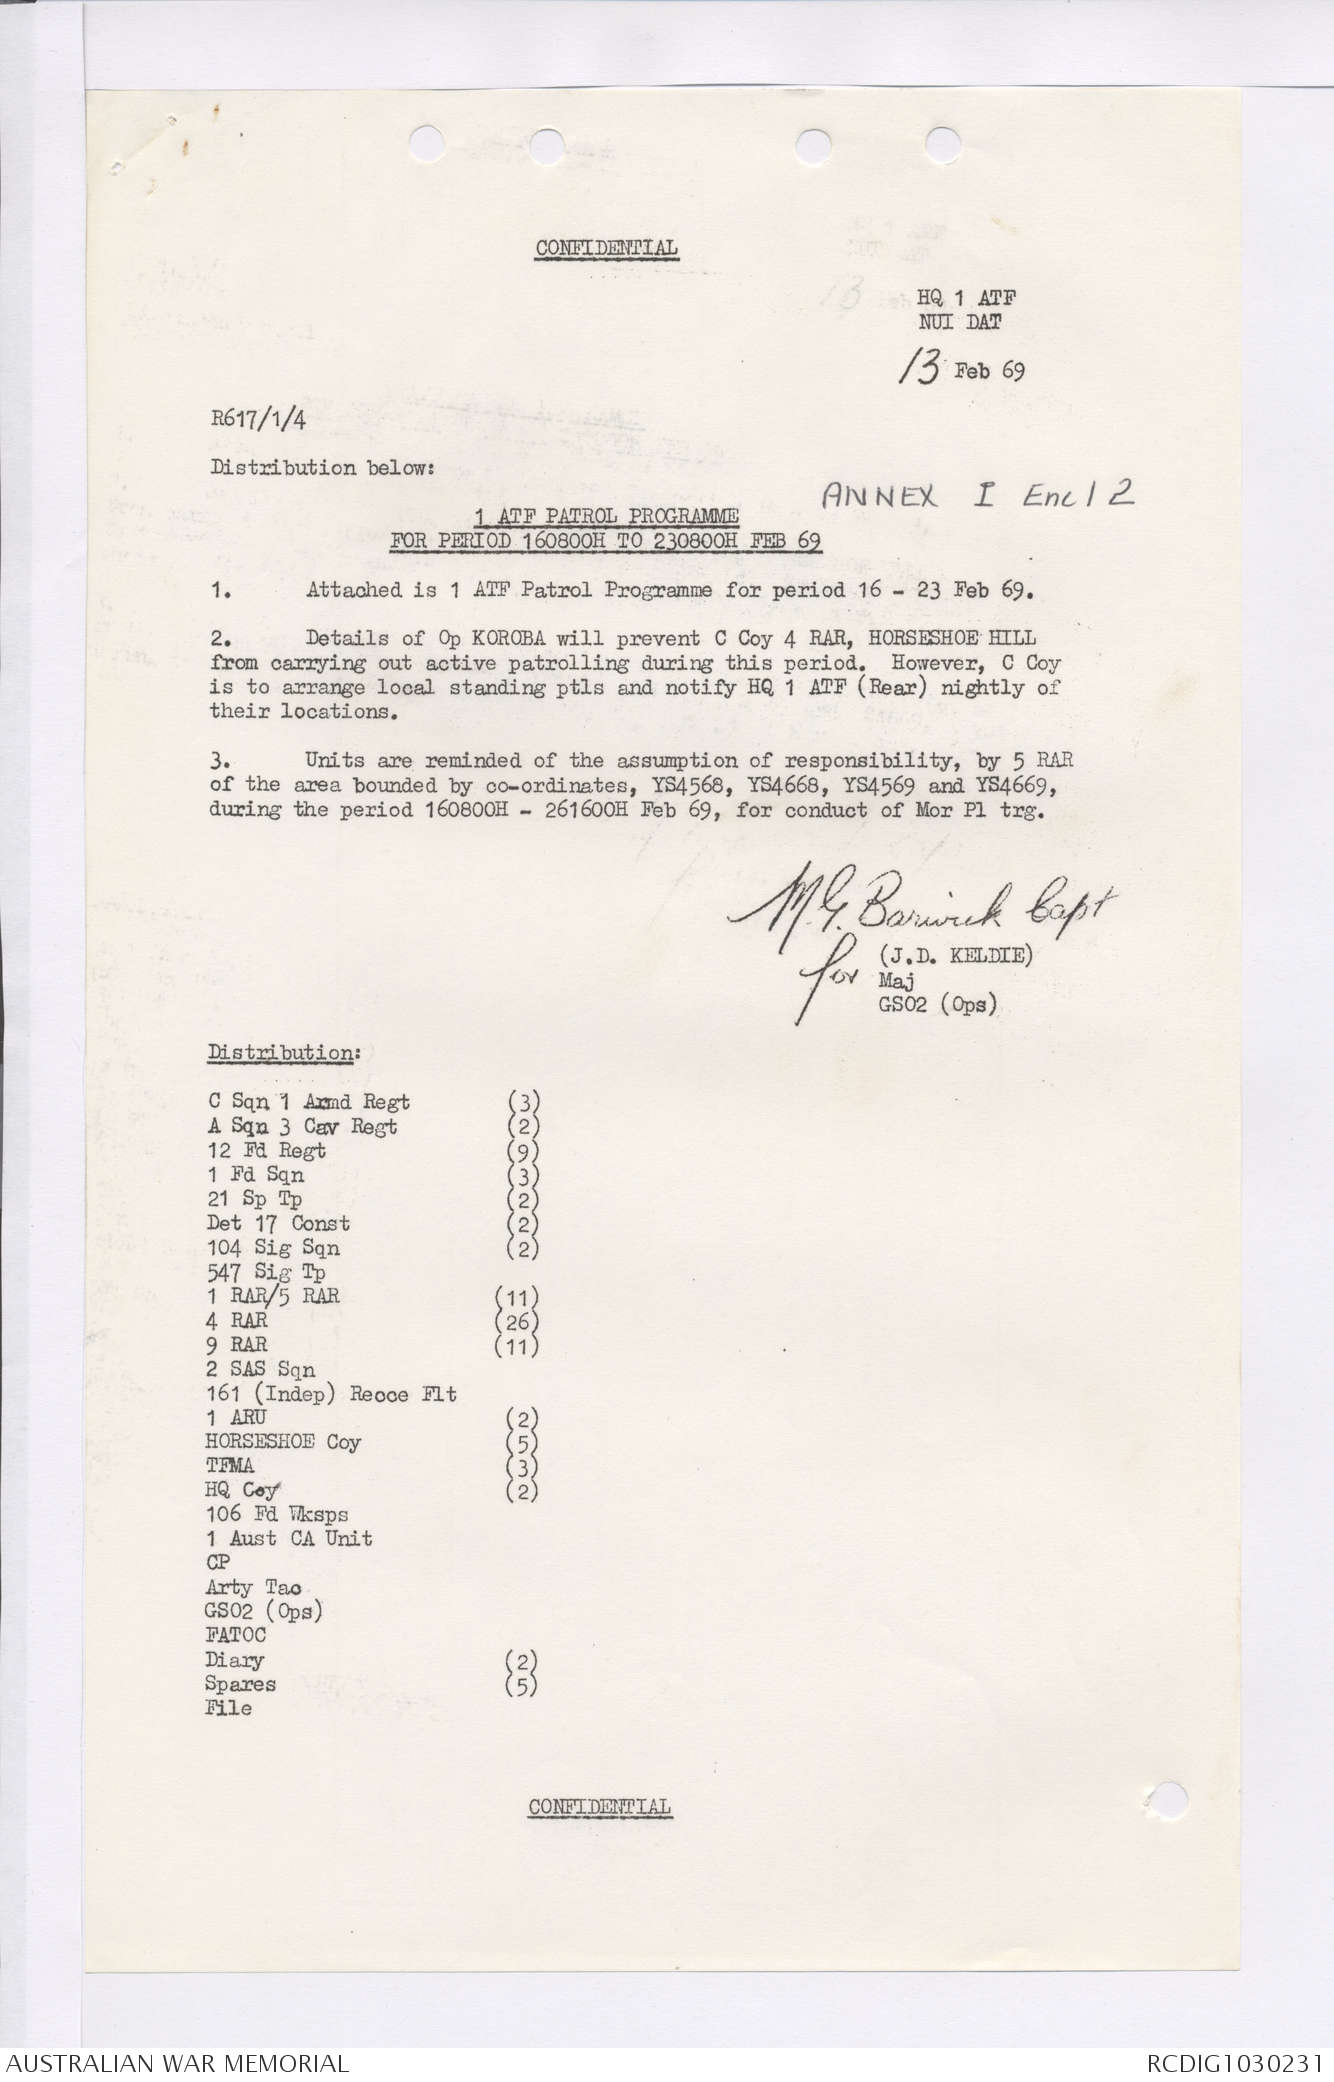 CONFIDENTIAL
HQ 1 ATF
NUI DAT
13 Feb 69
R617/1/4
Distribution below:
ANNEX I Encl 2
1 ATF PATROL PROGRAMME
FOR PERIOD 160800H TO 230800H FEB 69
1. Attached is 1 ATF Patrol Programme for period 16 - 23 Feb 69.
2. Details of Op KOROBA will prevent C Coy 4 RAR, HORSESHOE HILL
from carrying out active patrolling during this period. However, C Coy
is to arrange local standing ptls and notify HQ 1 ATF (Rear) nightly of
their locations.
3. Units are reminded of the assumption of responsibility, by 5 RAR
of the area bounded by co-ordinates, YS4568, YS4668, YS4569 and YS4669,
during the period 160800H - 261600H Feb 69, for conduct of Mor Pl trg.
M.G. Barwick Capt
for (J.D. KELDIE)
Maj
GSO2 (Ops)
Distribution:
C Sqn 1 Armd Regt (3)
A Sqn 3 Cav Regt (2)
12 Fd Regt (9)
1 Fd Sqn (3)
21 Sp Tp (2)
Det 17 Const (2)
104 Sig Sqn (2)
547 Sig Tp
1 RAR/5 RAR (11)
4 RAR (26)
9 RAR (11)
2 SAS Sqn
161 (Indep) Recce Flt
1 ARU (2)
HORSESHOE Coy (5)
TFMA (3)
HQ Coy (2)
106 Fd Wksps
1 Aust CA Unit
CP
Arty Tac
GSO2 (Ops)
FATOC
Diary (2)
Spares (5)
File
CONFIDENTIAL
AUSTRALIAN WAR MEMORIAL
RCDIG1030231